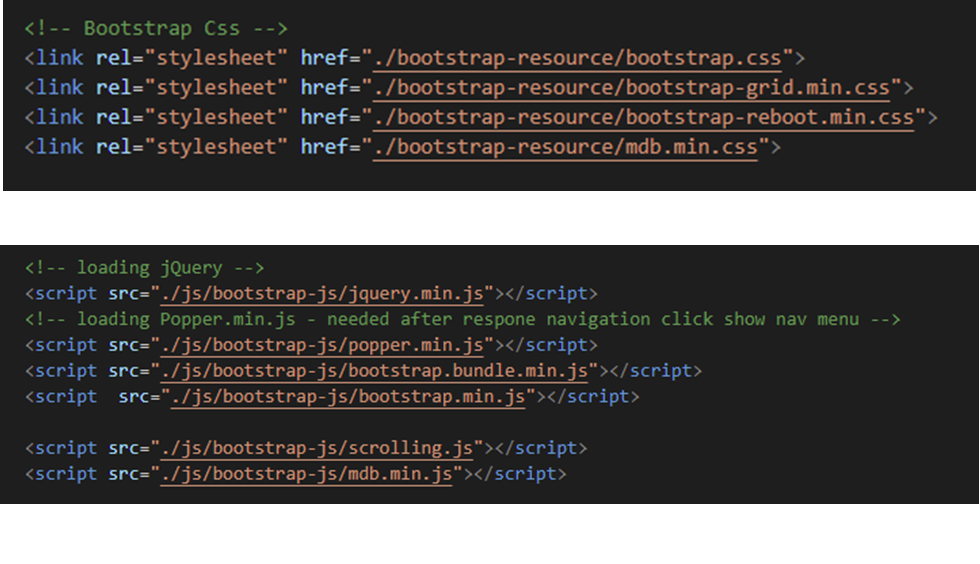 <!-- Bootstrap Css -->
<link rel="stylesheet" href="./bootstrap-resource/bootstrap.css">
<link rel="stylesheet" href="./bootstrap-resource/bootstrap-grid.min.css">
<link rel="stylesheet" href="./bootstrap-resource/bootstrap-reboot.min.css">
<link rel="stylesheet" href="./bootstrap-resource/mdb.min.css">
<!-- loading jQuery -->
<script src="./js/bootstrap-js/jquery.min.js"></script>
<!-- loading Popper.min.js - needed after respone navigation click show nav menu -->
<script src="./js/bootstrap-js/popper.min.js"></script>
<script src="./js/bootstrap-js/bootstrap.bundle.min.js"></script>
<script  src="./js/bootstrap-js/bootstrap.min.js"></script>
<script src="./js/bootstrap-js/scrolling.js"></script>
<script src="./js/bootstrap-js/mdb.min.js"></script>